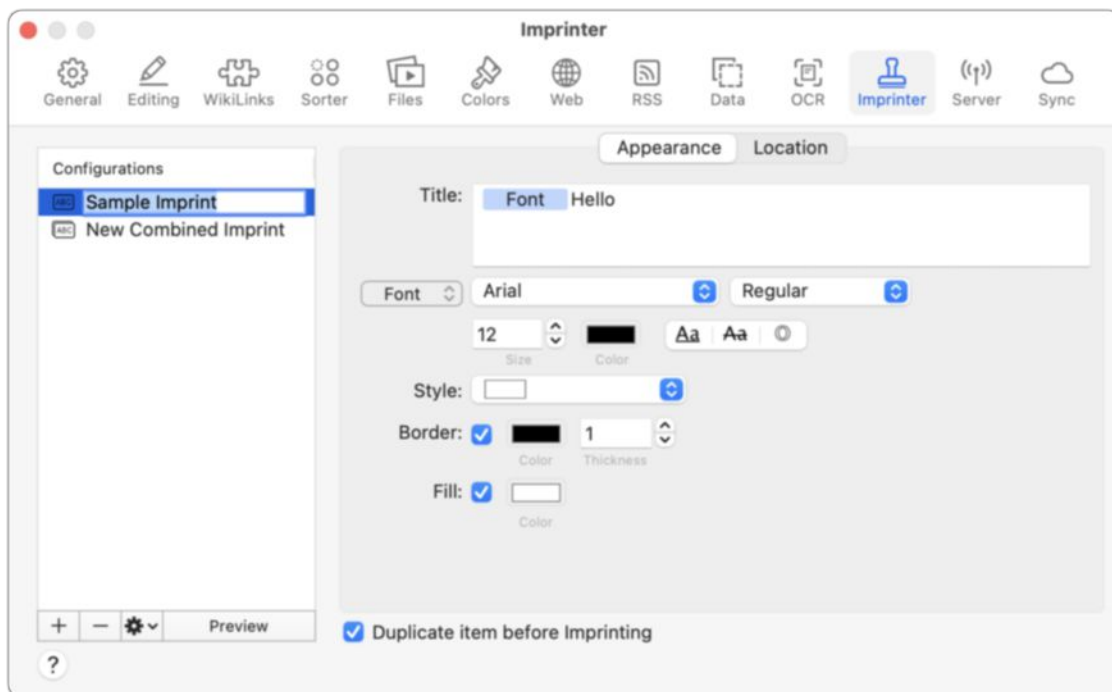 Imprinter
General Editing WikiLinks Sorter Files Colors Web RSS Data OCR Imprinter Server Sync
Appearance Location
Configurations
Sample Imprint
New Combined Imprint
Title: Font Hello
Font Arial Regular
12 Aa Aa O
Size Color
Style:
Border: 1
Color Thickness
Fill:
Color
+ − Preview
Duplicate item before Imprinting
?